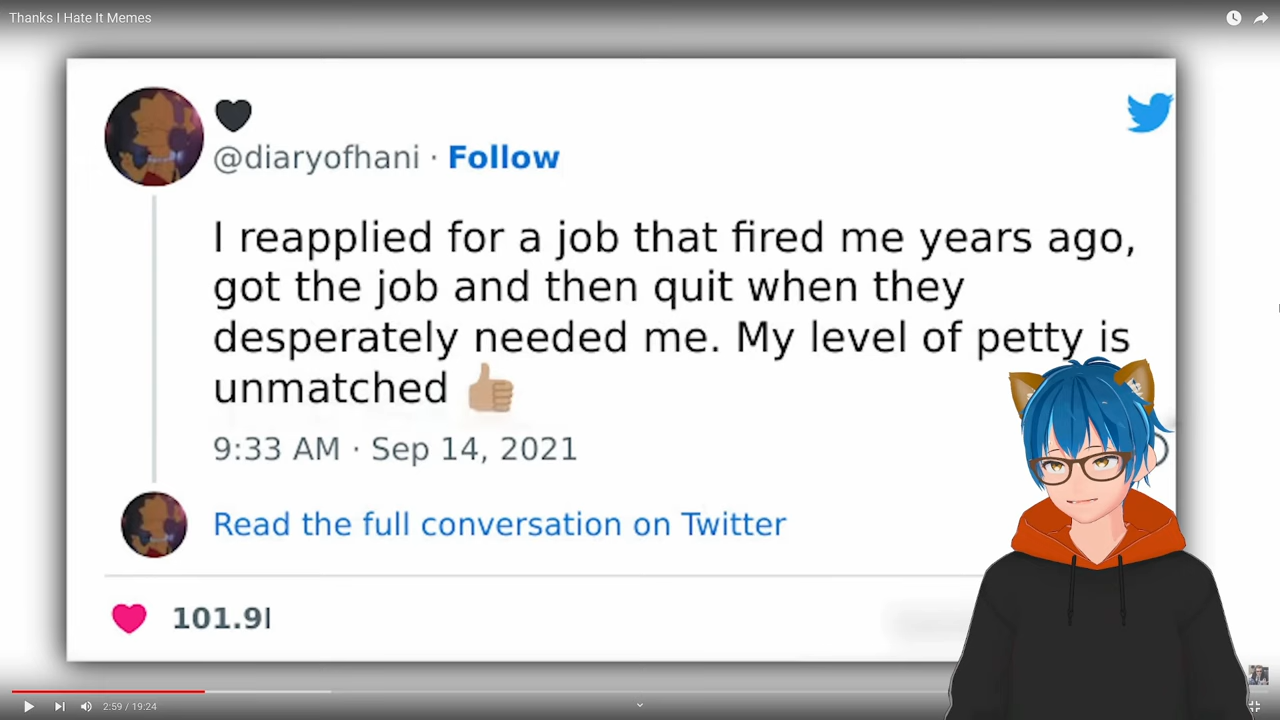 Thanks I Hate It Memes
@diaryofhani · Follow
I reapplied for a job that fired me years ago,
got the job and then quit when they
desperately needed me. My level of petty is
unmatched 👍🏽
9:33 AM · Sep 14, 2021
Read the full conversation on Twitter
101.9
2:59 / 19:24